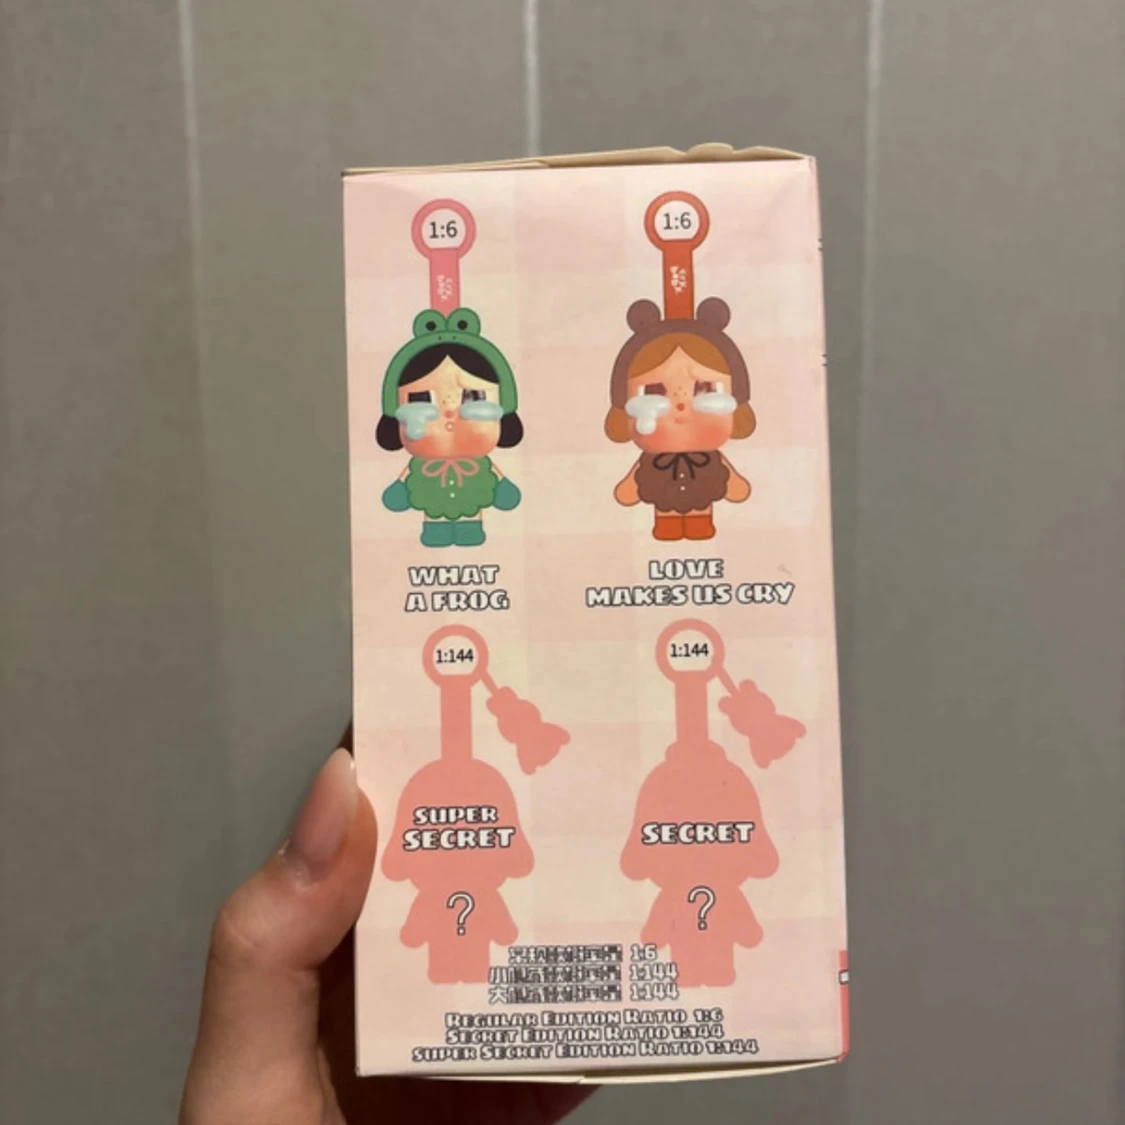 1:6
1:6
WHAT
A FROG
LOVE
MAKES US CRY
1:144
1:144
SUPER
SECRET
SECRET
?
?
1:6
小 1:144
大 1:144
REGULAR EDITION RATIO 1:6
SECRET EDITION RATIO 1:144
SUPER SECRET EDITION RATIO 1:144